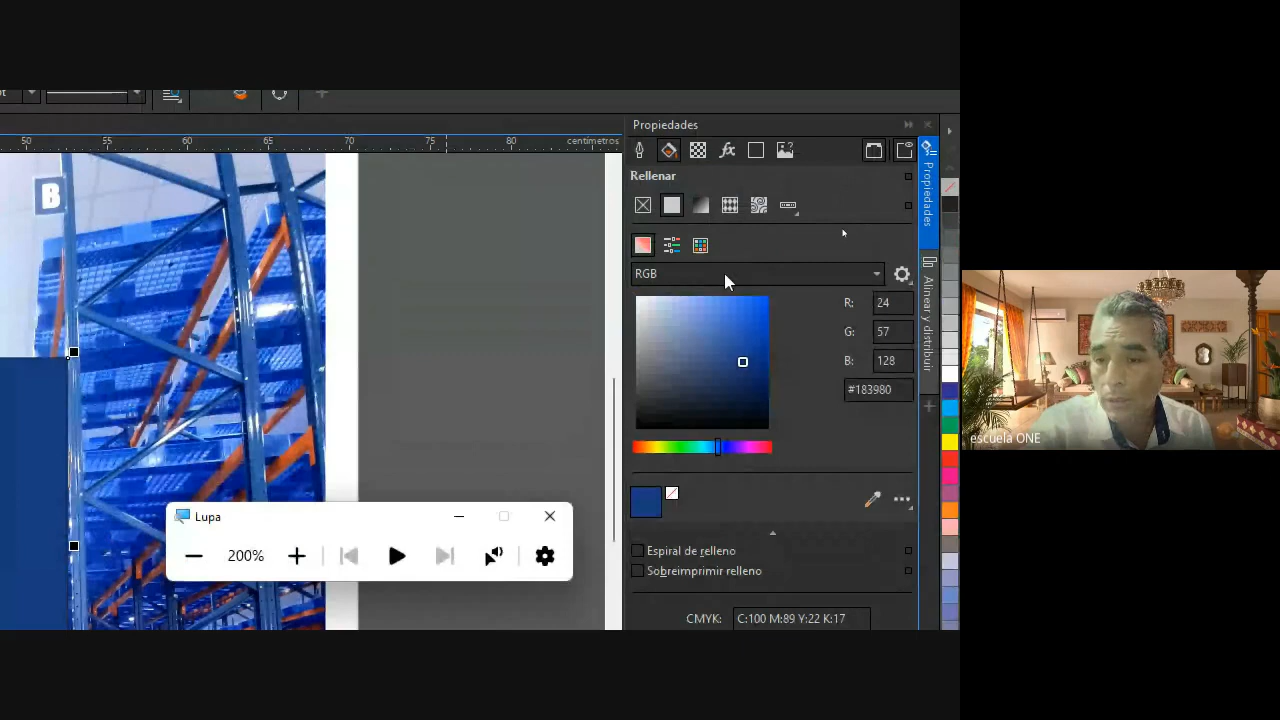 Propiedades
50 55 60 65 70 75 80 centímetros
Rellenar
B
RGB
R: 24
G: 57
B: 128
#183980
Propiedades
Alinear y distribuir
escuela ONE
Lupa
200%
Espiral de relleno
Sobreimprimir relleno
CMYK: C:100 M:89 Y:22 K:17